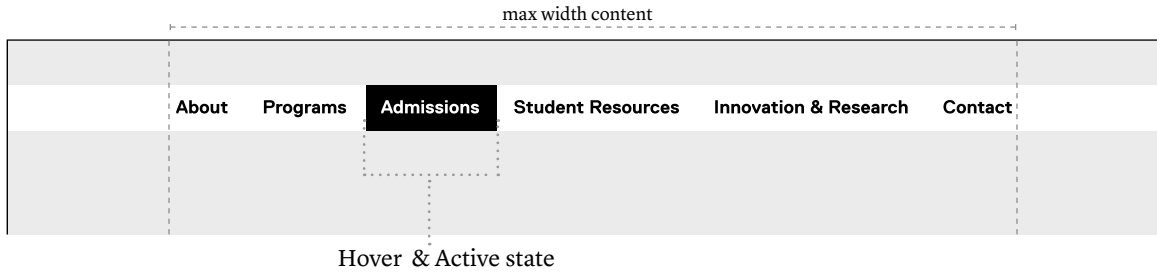 max width content
About Programs Admissions Student Resources Innovation & Research Contact
Hover & Active state